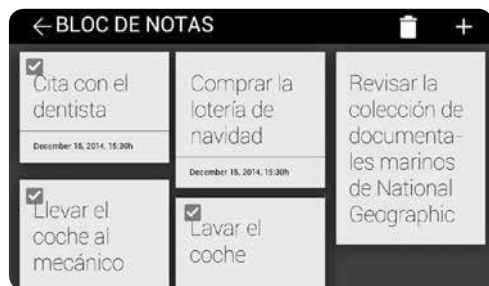 BLOC DE NOTAS
Cita con el
dentista
December 15, 2014, 15:30h
Llevar el
coche al
mecánico
Comprar la
lotería de
navidad
December 15, 2014, 15:30h
Lavar el
coche
Revisar la
colección de
documenta-
les marinos
de National
Geographic